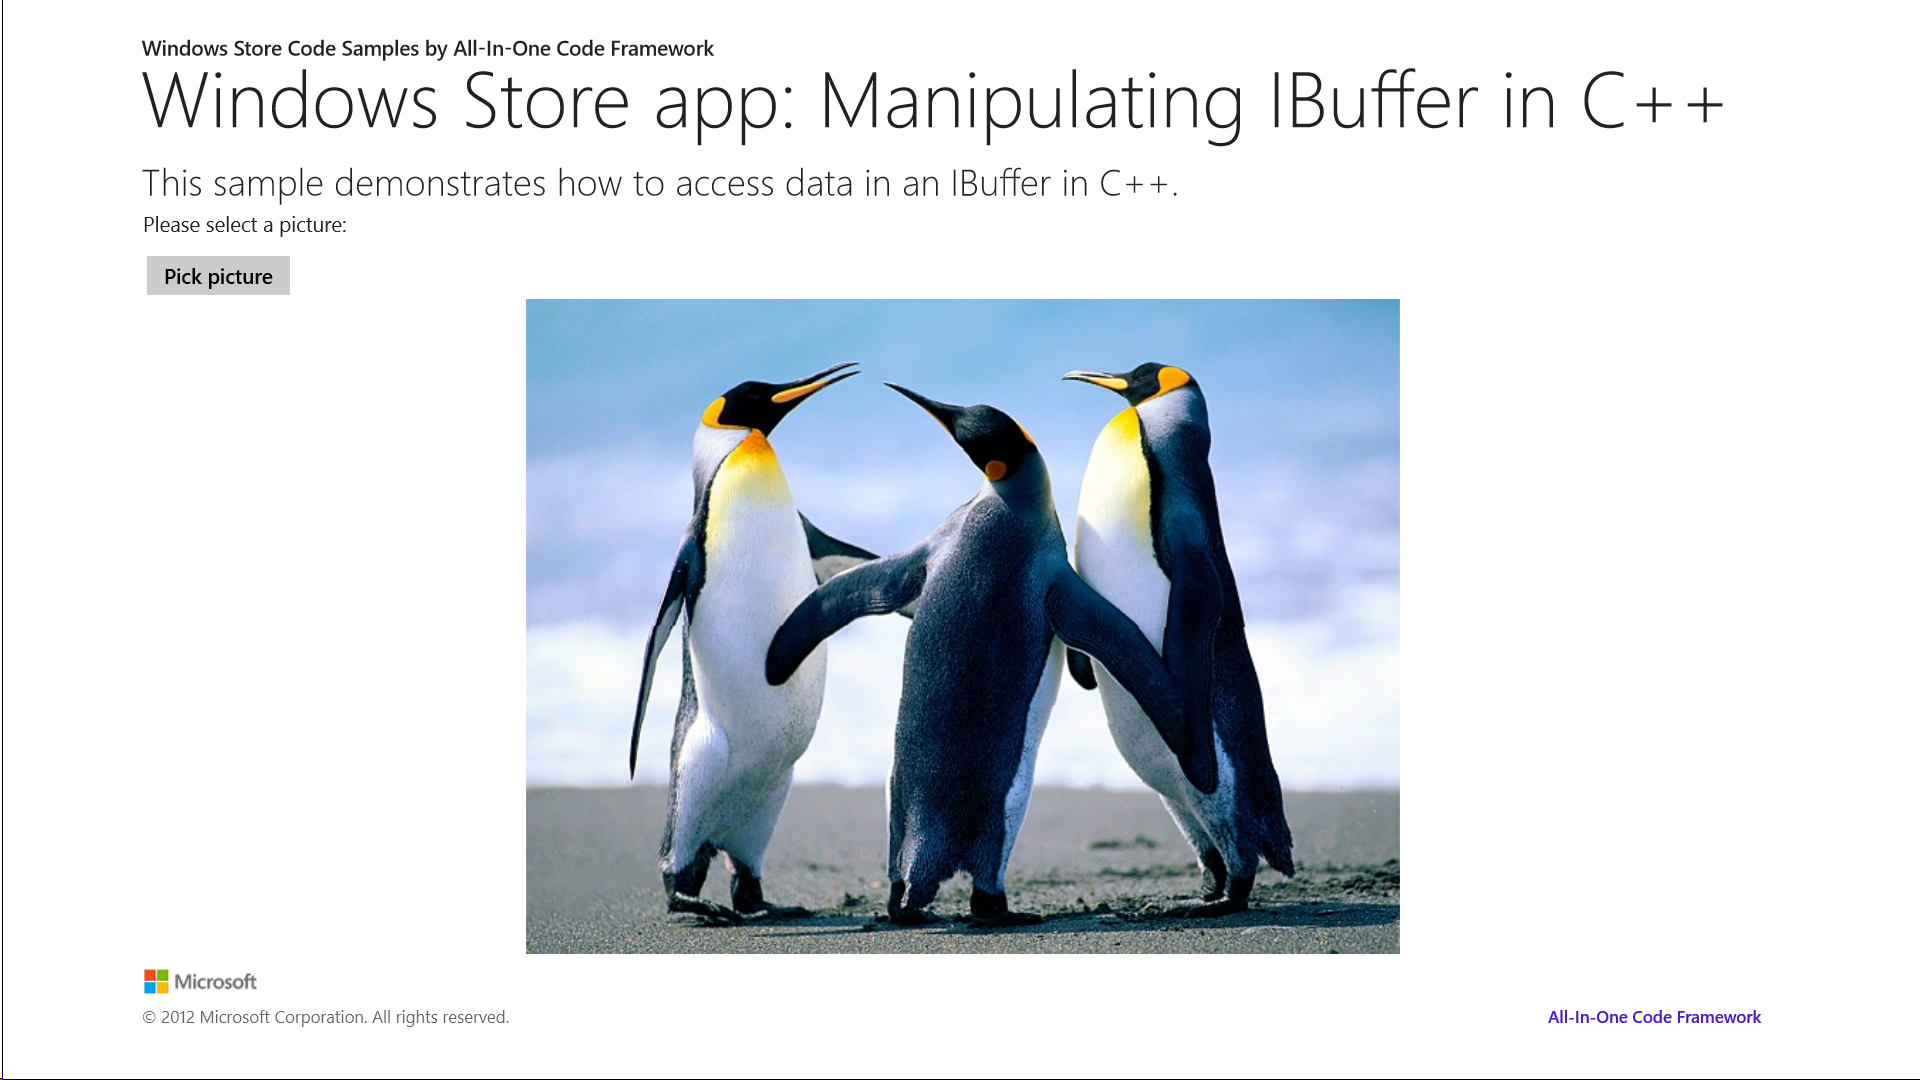 Windows Store Code Samples by All-In-One Code Framework
Windows Store app: Manipulating IBuffer in C++
This sample demonstrates how to access data in an IBuffer in C++.
Please select a picture:
Pick picture
Microsoft
© 2012 Microsoft Corporation. All rights reserved.
All-In-One Code Framework